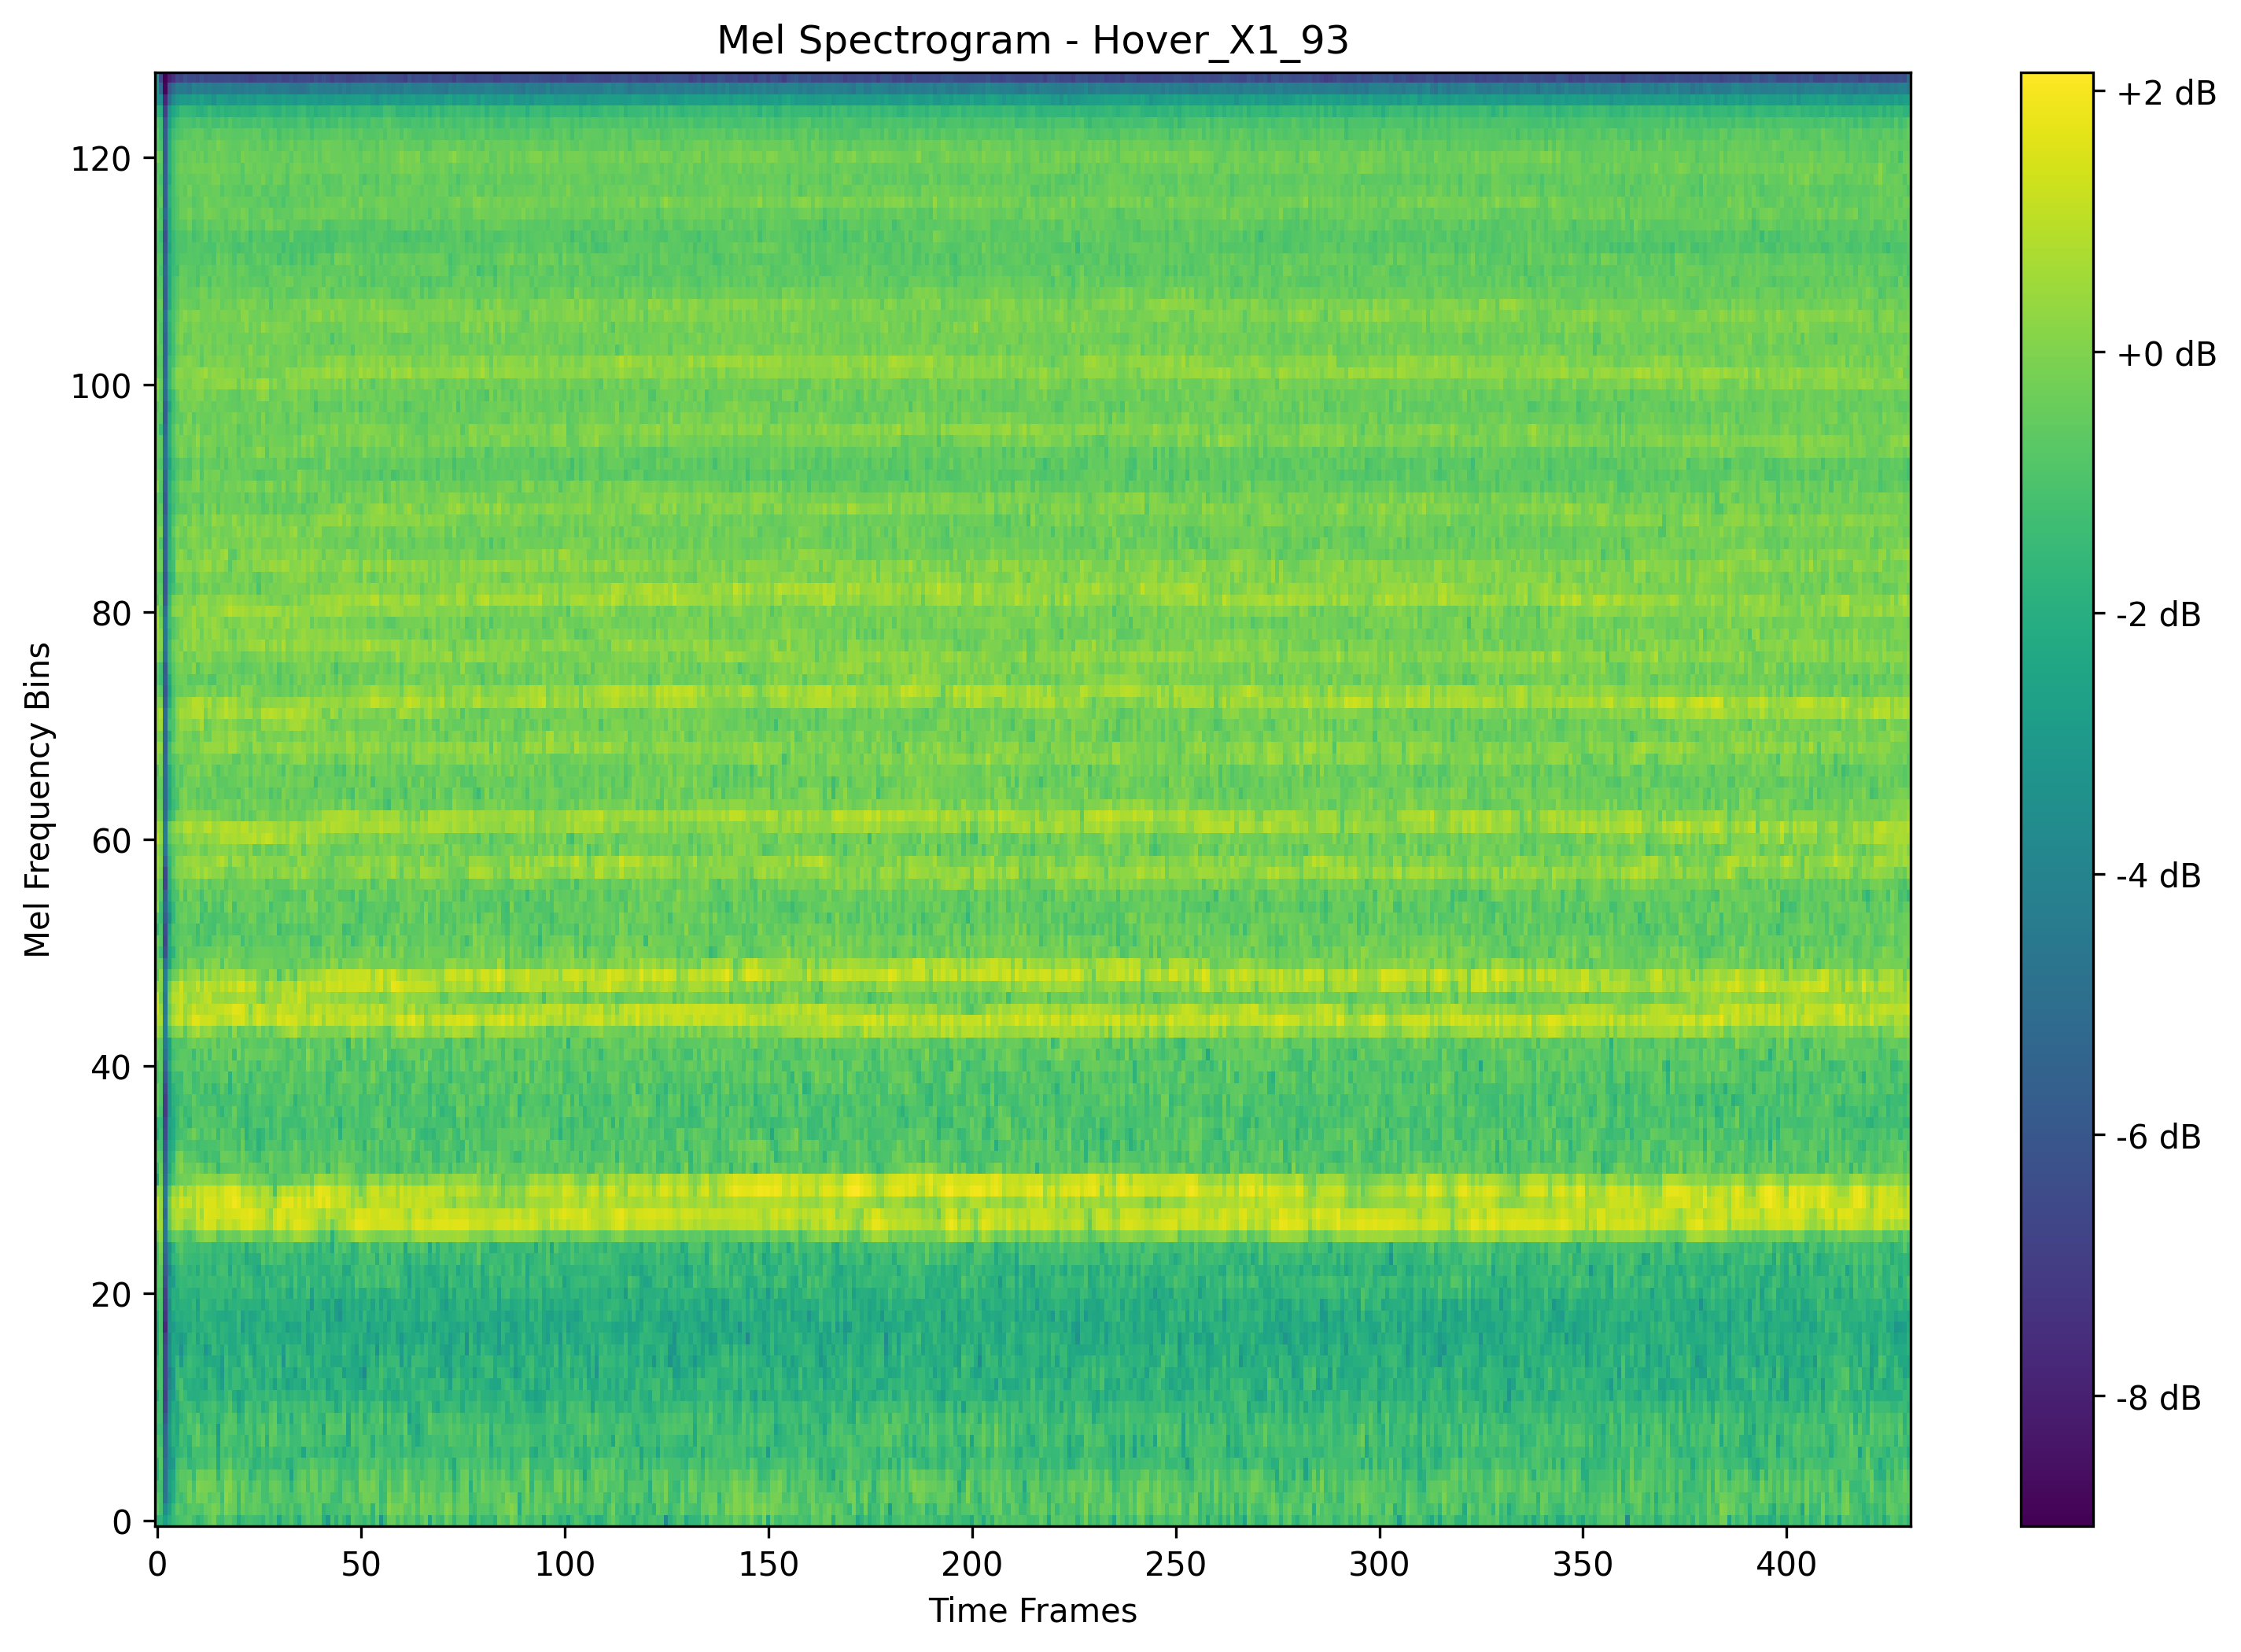 Mel Spectrogram - Hover_X1_93
Mel Frequency Bins
120
100
80
60
40
20
0
0 50 100 150 200 250 300 350 400
Time Frames
+2 dB
+0 dB
-2 dB
-4 dB
-6 dB
-8 dB